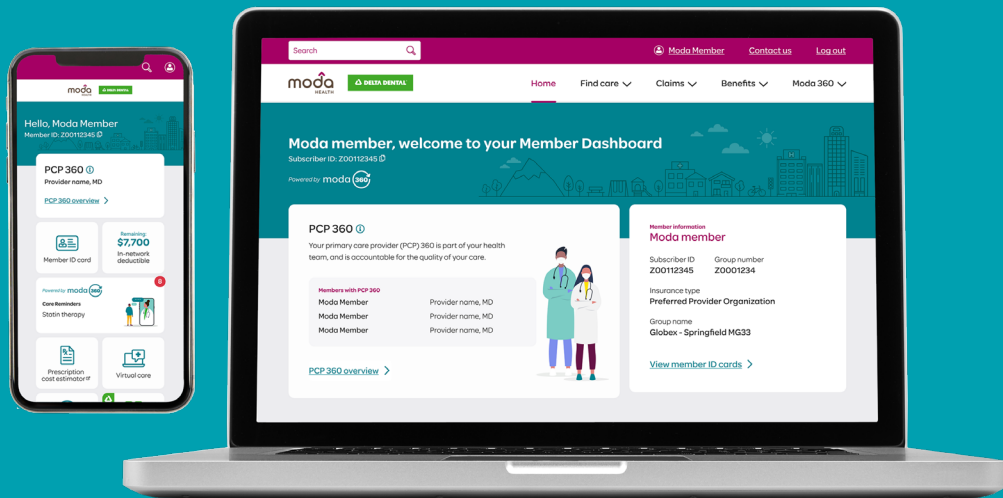 moda
HEALTH
DELTA DENTAL
Hello, Moda Member
Member ID: Z00112345
PCP 360
Provider name, MD
PCP 360 overview
Member ID card
Remaining:
$7,700
In-network
deductible
Powered by moda 360
8
Care Reminders
Statin therapy
Prescription
cost estimator
Virtual care
Search
Moda Member
Contact us
Log out
moda
HEALTH
DELTA DENTAL
Home
Find care
Claims
Benefits
Moda 360
Moda member, welcome to your Member Dashboard
Subscriber ID: Z00112345
Powered by moda 360
PCP 360
Your primary care provider (PCP) 360 is part of your health
team, and is accountable for the quality of your care.
Members with PCP 360
Moda Member Provider name, MD
Moda Member Provider name, MD
Moda Member Provider name, MD
PCP 360 overview
Member information
Moda member
Subscriber ID Group number
Z00112345 Z0001234
Insurance type
Preferred Provider Organization
Group name
Globex - Springfield MG33
View member ID cards